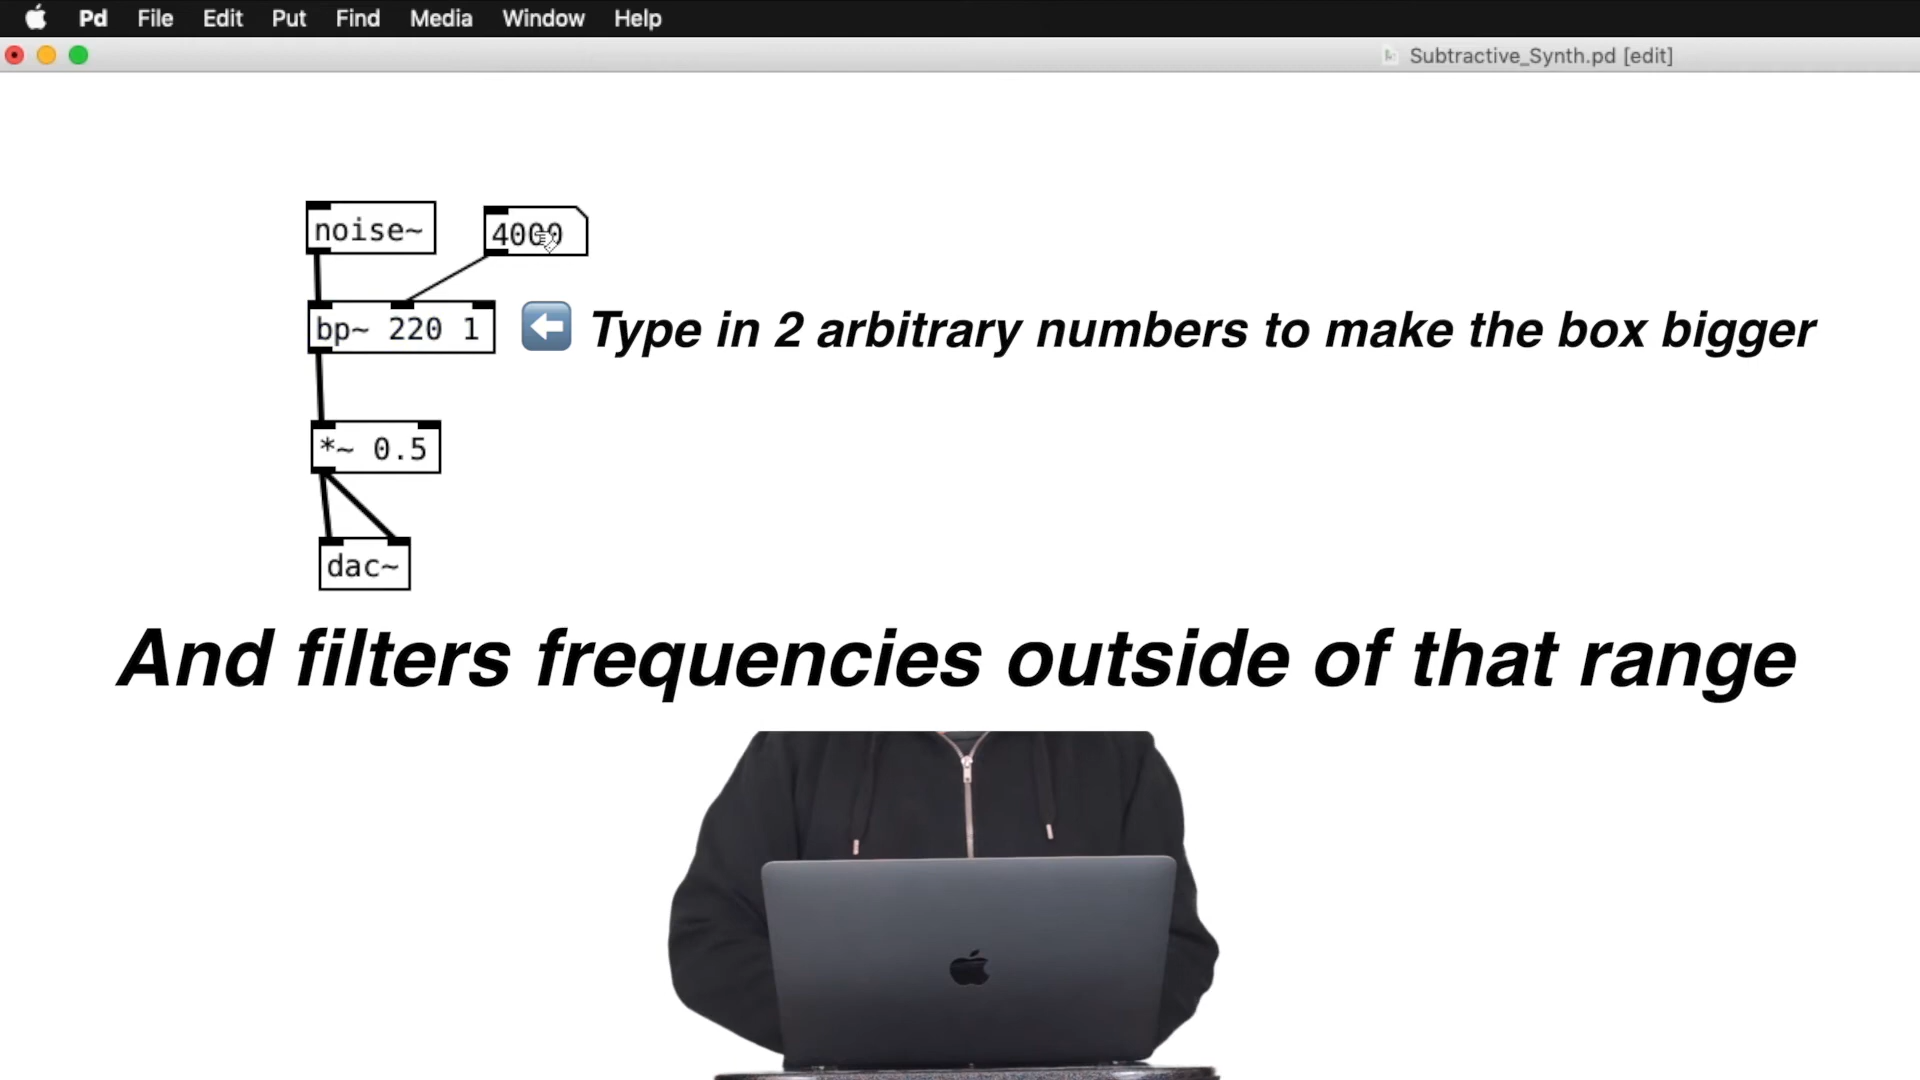 Pd File Edit Put Find Media Window Help
Subtractive_Synth.pd [edit]
noise~
4000
bp~ 220 1
Type in 2 arbitrary numbers to make the box bigger
*~ 0.5
dac~
And filters frequencies outside of that range